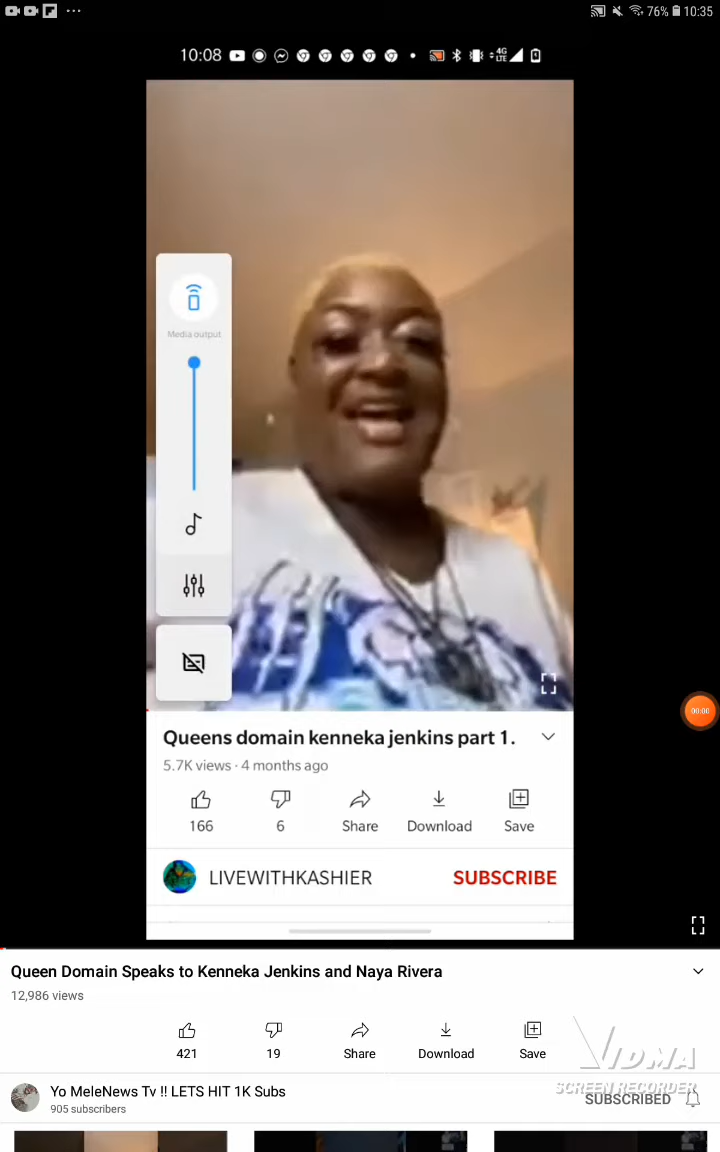 76% 10:35
10:08 4G LTE
Media output
00:00
Queens domain kenneka jenkins part 1.
5.7K views · 4 months ago
166 6 Share Download Save
LIVEWITHKASHIER SUBSCRIBE
Queen Domain Speaks to Kenneka Jenkins and Naya Rivera
12,986 views
421 19 Share Download Save
VIDMA
SCREEN RECORDER
Yo MeleNews Tv !! LETS HIT 1K Subs
905 subscribers
SUBSCRIBED